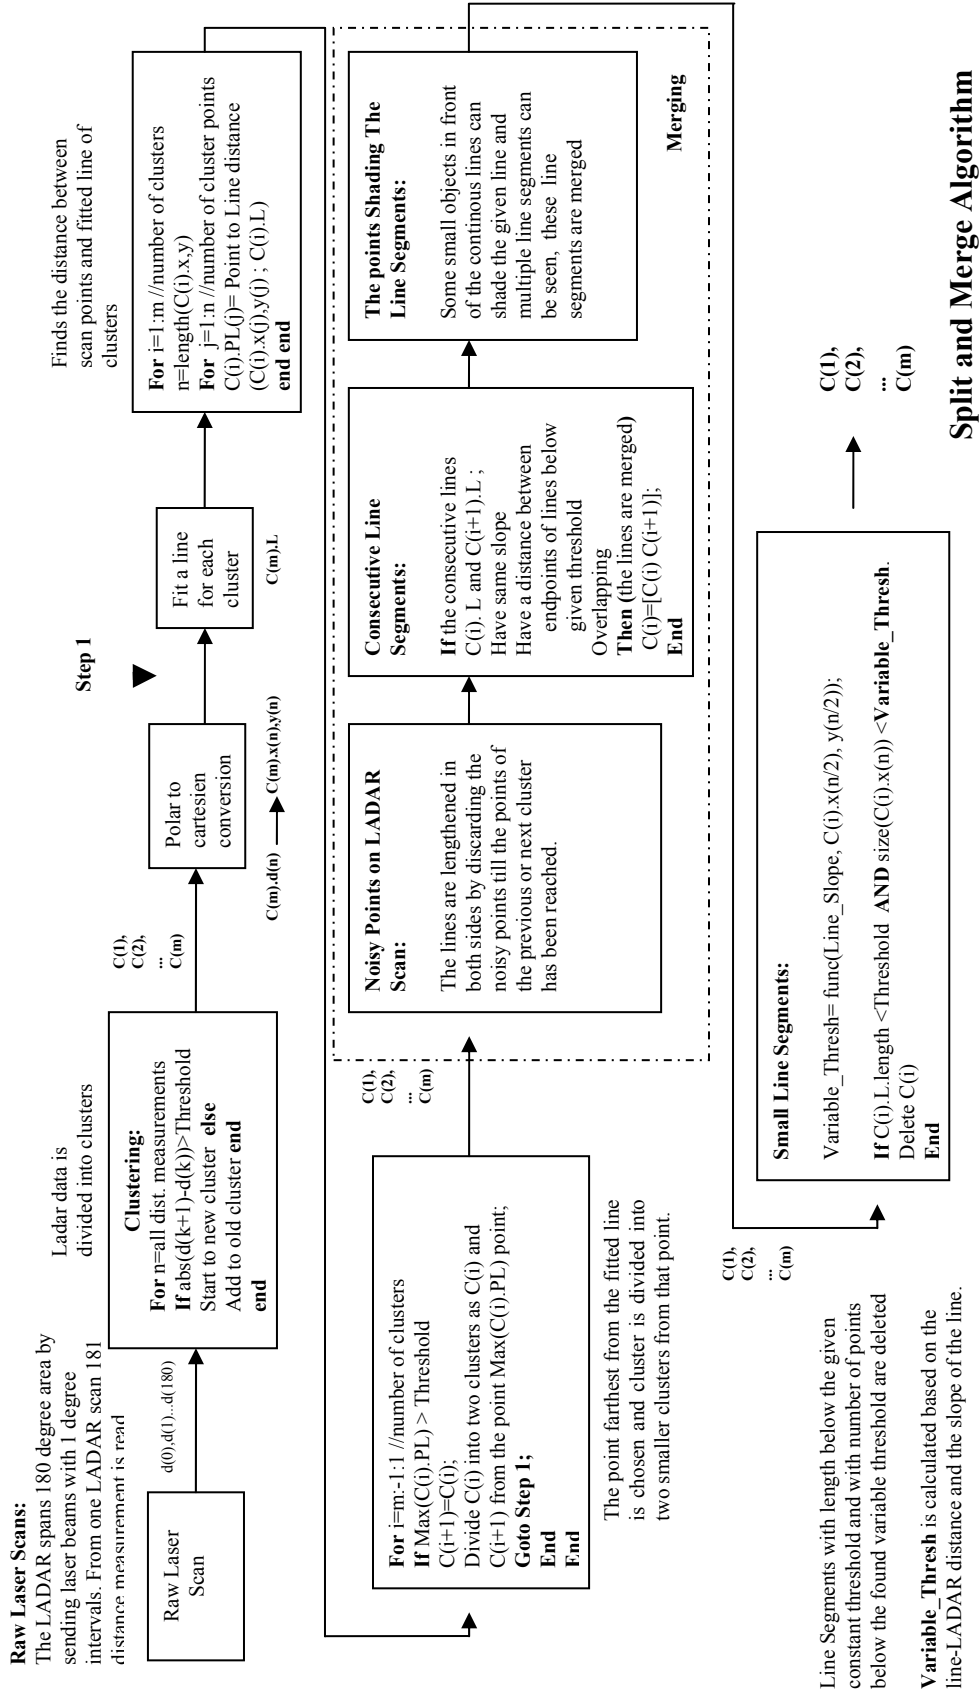 Raw Laser Scans:
The LADAR spans 180 degree area by
sending laser beams with 1 degree
intervals. From one LADAR scan 181
distance measurement is read
Raw Laser
Scan
d(0),d(1)...d(180)
Ladar data is
divided into clusters
Clustering:
For n=all dist. measurements
If abs(d(k+1)-d(k))>Threshold
Start to new cluster else
Add to old cluster end
end
C(1),
C(2),
...
C(m)
Polar to
cartesien
conversion
C(m).d(n)
C(m).x(n),y(n)
Step 1
Fit a line
for each
cluster
C(m).L
Finds the distance between
scan points and fitted line of
clusters
For i=1:m //number of clusters
n=length(C(i).x,y)
For j=1:n //number of cluster points
C(i).PL(j)= Point to Line distance
(C(i).x(j),y(j) ; C(i).L)
end end
For i=m:-1:1 //number of clusters
If Max(C(i).PL) > Threshold
C(i+1)=C(i);
Divide C(i) into two clusters as C(i) and
C(i+1) from the point Max(C(i).PL) point;
Goto Step 1;
End
End
The point farthest from the fitted line
is chosen and cluster is divided into
two smaller clusters from that point.
C(1),
C(2),
...
C(m)
Noisy Points on LADAR
Scan:
The lines are lengthened in
both sides by discarding the
noisy points till the points of
the previous or next cluster
has been reached.
Consecutive Line
Segments:
If the consecutive lines
C(i). L and C(i+1).L ;
Have same slope
Have a distance between
endpoints of lines below
given threshold
Overlapping
Then (the lines are merged)
C(i)=[C(i) C(i+1)];
End
The points Shading The
Line Segments:
Some small objects in front
of the continous lines can
shade the given line and
multiple line segments can
be seen, these line
segments are merged
Merging
C(1),
C(2),
...
C(m)
Small Line Segments:
Variable_Thresh= func(Line_Slope, C(i).x(n/2), y(n/2));
If C(i).L.length <Threshold AND size(C(i).x(n)) <Variable_Thresh.
Delete C(i)
End
C(1),
C(2),
...
C(m)
Line Segments with length below the given
constant threshold and with number of points
below the found variable threshold are deleted
Variable_Thresh is calculated based on the
line-LADAR distance and the slope of the line.
Split and Merge Algorithm